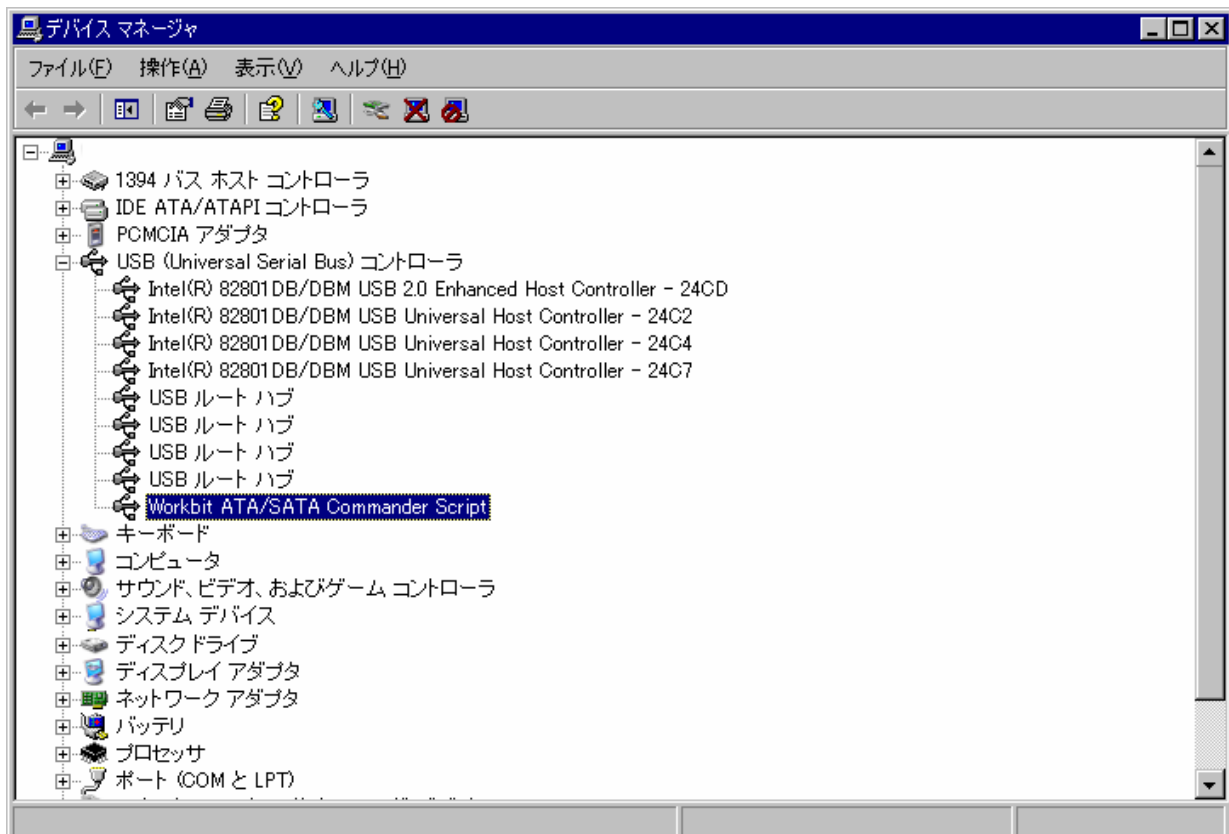 デバイス マネージャ
ファイル(F) 操作(A) 表示(V) ヘルプ(H)
1394 バス ホスト コントローラ
IDE ATA/ATAPI コントローラ
PCMCIA アダプタ
USB (Universal Serial Bus) コントローラ
Intel(R) 82801DB/DBM USB 2.0 Enhanced Host Controller - 24CD
Intel(R) 82801DB/DBM USB Universal Host Controller - 24C2
Intel(R) 82801DB/DBM USB Universal Host Controller - 24C4
Intel(R) 82801DB/DBM USB Universal Host Controller - 24C7
USB ルート ハブ
USB ルート ハブ
USB ルート ハブ
USB ルート ハブ
Workbit ATA/SATA Commander Script
キーボード
コンピュータ
サウンド、ビデオ、およびゲーム コントローラ
システム デバイス
ディスク ドライブ
ディスプレイ アダプタ
ネットワーク アダプタ
バッテリ
プロセッサ
ポート (COM と LPT)